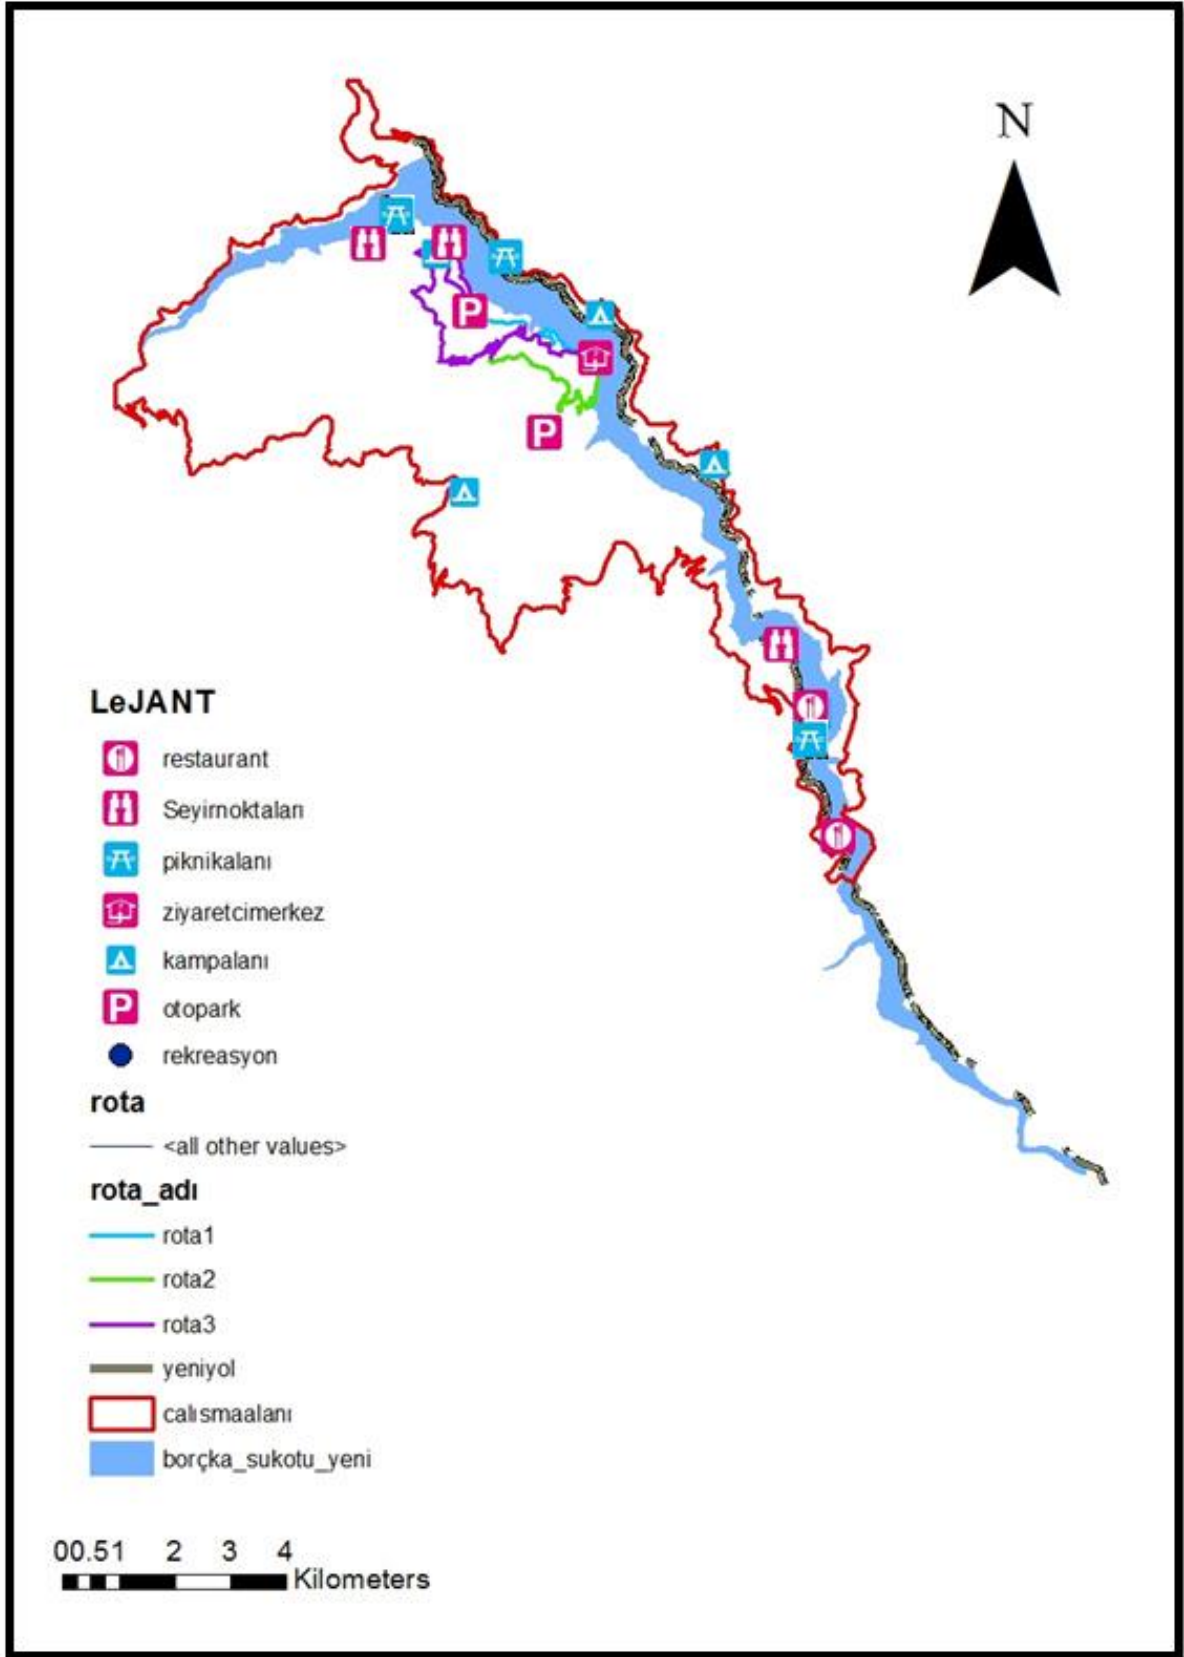 N
P
P
LeJANT
restaurant
Seyirnoktaları
piknikalanı
ziyaretcimerkez
kampalanı
P otopark
rekreasyon
rota
<all other values>
rota_adı
rota1
rota2
rota3
yeniyol
calısmaalanı
borçka_sukotu_yeni
00.51 2 3 4
Kilometers